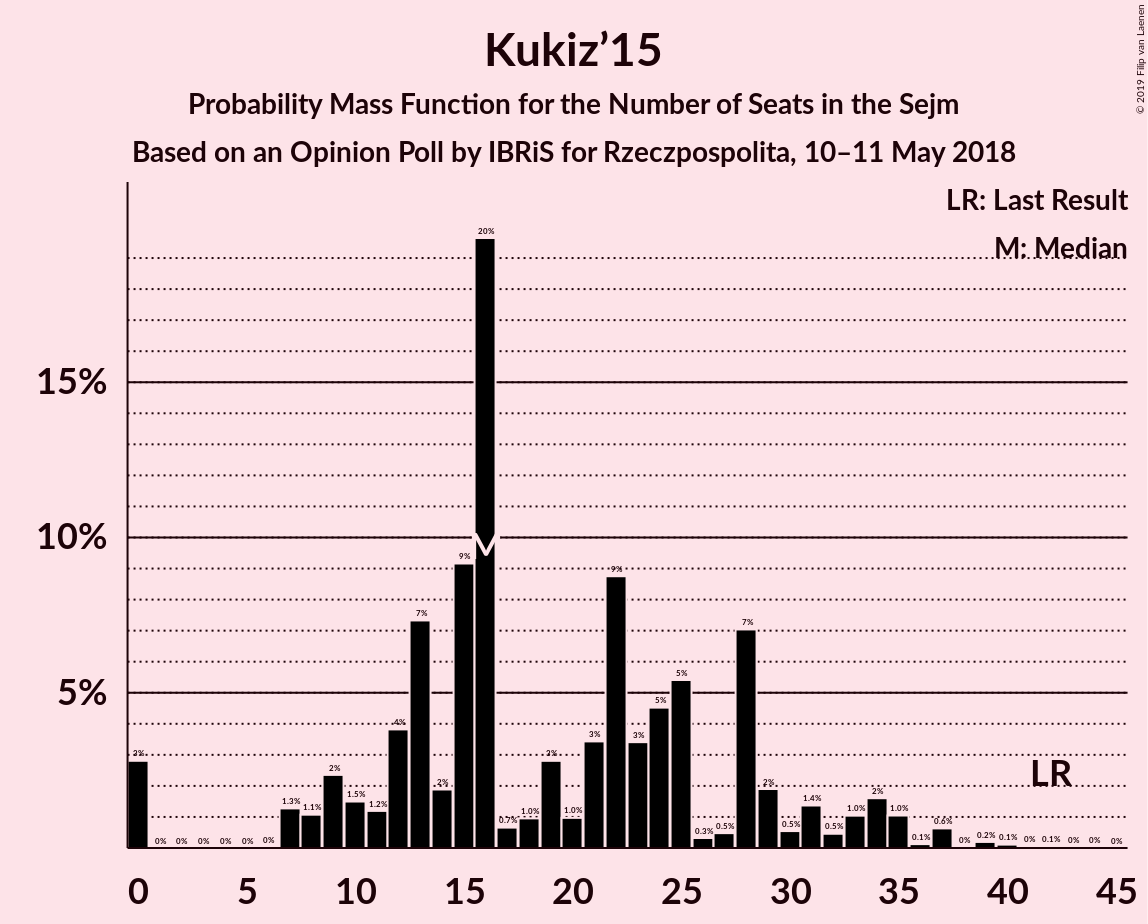 Kukiz’15
Probability Mass Function for the Number of Seats in the Sejm
Based on an Opinion Poll by IBRiS for Rzeczpospolita, 10–11 May 2018
© 2019 Filip van Laenen
LR: Last Result
M: Median
15%
10%
5%
3% 0% 0% 0% 0% 0% 0% 1.3% 1.1% 2% 1.5% 1.2% 4% 7% 2% 9% 20% 0.7% 1.0% 3% 1.0% 3% 9% 3% 5% 5% 0.3% 0.5% 7% 2% 0.5% 1.4% 0.5% 1.0% 2% 1.0% 0.1% 0.6% 0% 0.2% 0.1% 0% 0.1% 0% 0% 0%
LR
0 5 10 15 20 25 30 35 40 45